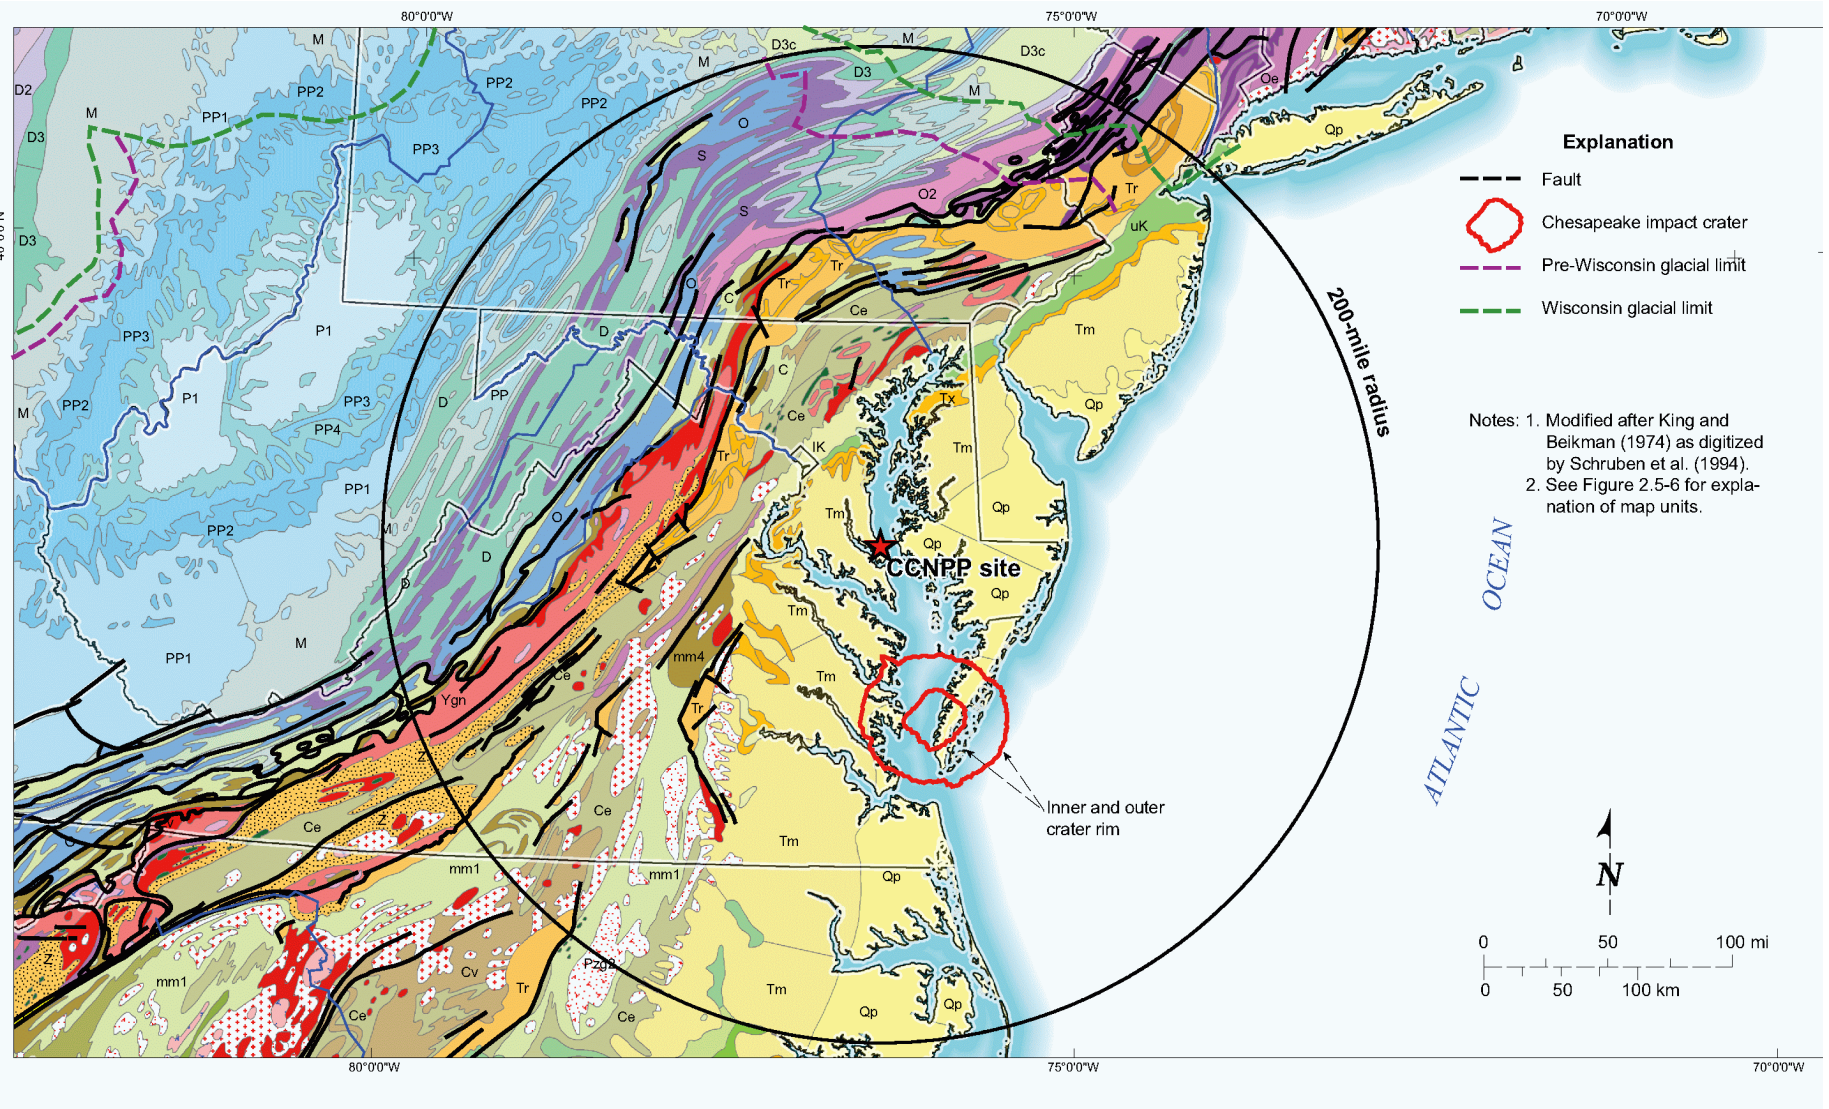 80°0'0"W
75°0'0"W
70°0'0"W
M
D3c
M
D3c
M
D3
Oe
D2
PP2
PP2
PP2
M
M
PP1
O
Qp
D3
PP3
S
O2
Tr
S
uK
D3
Tr
O
Tr
C
Ce
PP3
P1
D
Tm
C
P1
PP
PP3
D
M
PP2
PP4
Ce
Tx
Qp
IK
Tm
Tr
PP1
Tm
Qp
O
M
PP2
Qp
D
CCNPP site
D
Qp
Tm
M
PP1
mm4
Ce
Tm
Ygn
Tr
Z
Ce
Z
Ce
Tm
mm1
mm1
Qp
Z
Cv
Pzg2
mm1
Tr
Tm
Qp
Qp
Ce
Ce
200-mile radius
Inner and outer
crater rim
ATLANTIC OCEAN
Explanation
Fault
Chesapeake impact crater
Pre-Wisconsin glacial limit
Wisconsin glacial limit
Notes: 1. Modified after King and
Beikman (1974) as digitized
by Schruben et al. (1994).
2. See Figure 2.5-6 for expla-
nation of map units.
N
0 50 100 mi
0 50 100 km
80°0'0"W
75°0'0"W
70°0'0"W